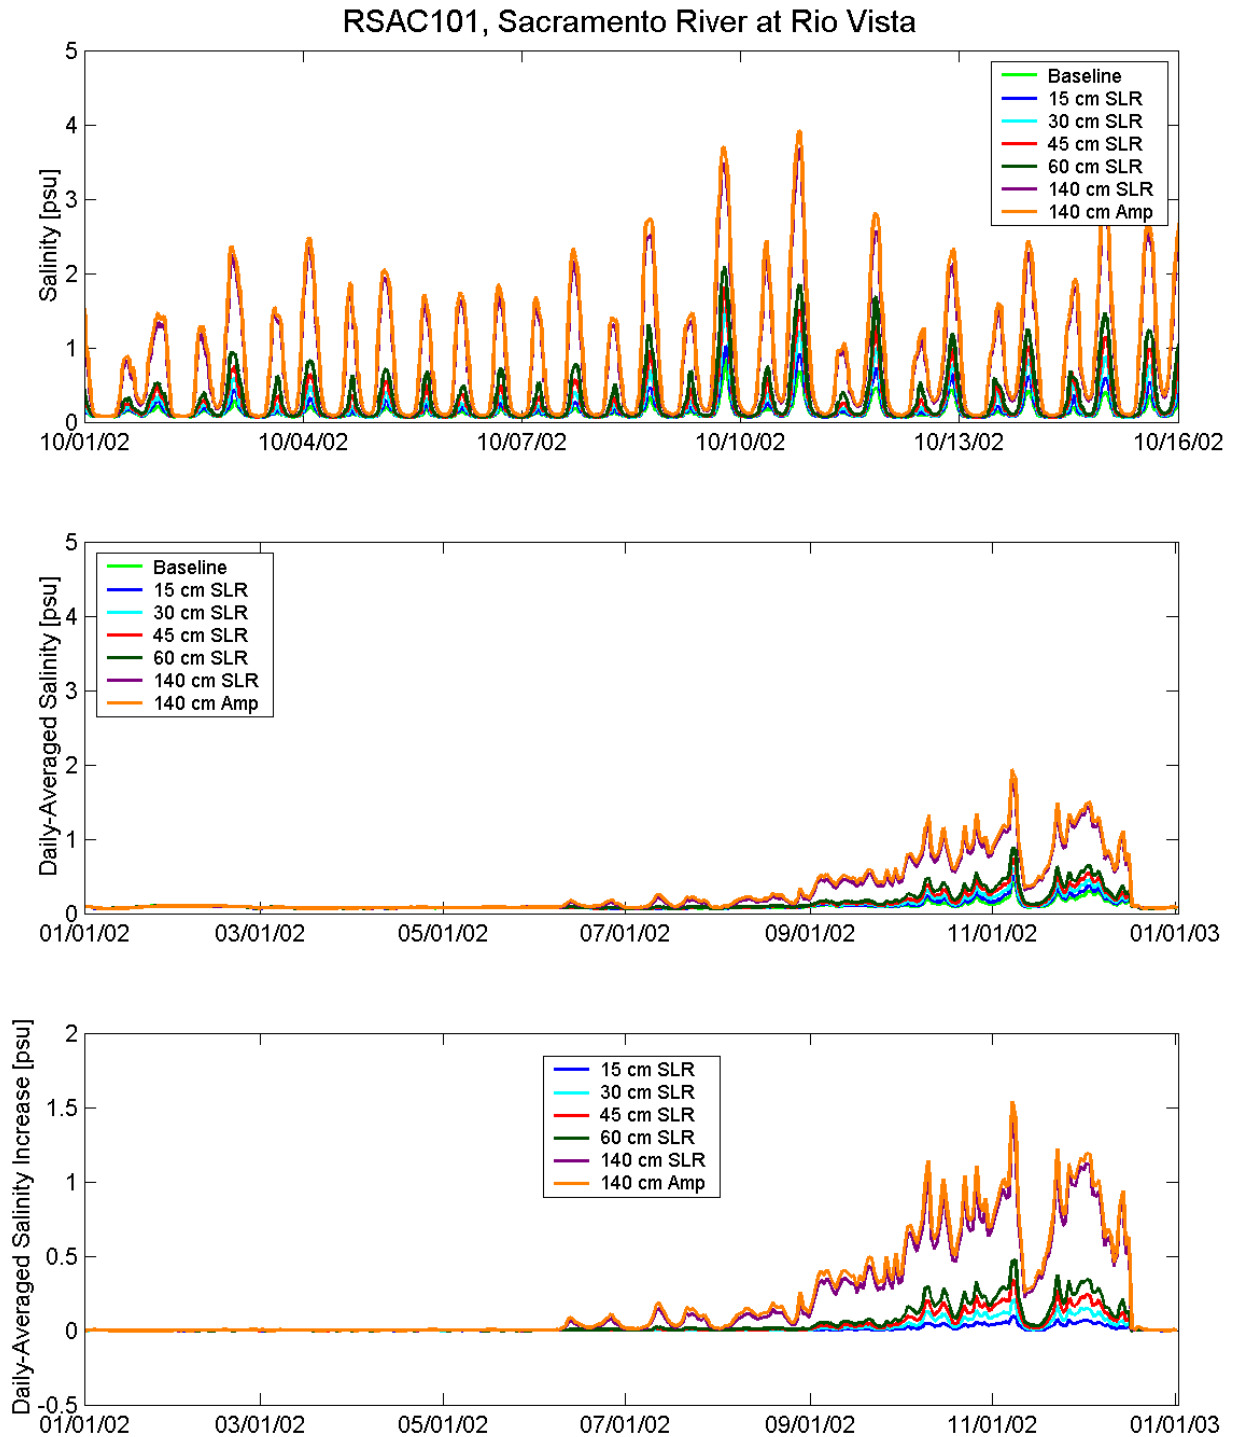 RSAC101, Sacramento River at Rio Vista
5
4
3
2
1
0
Salinity [psu]
Baseline
15 cm SLR
30 cm SLR
45 cm SLR
60 cm SLR
140 cm SLR
140 cm Amp
10/01/02 10/04/02 10/07/02 10/10/02 10/13/02 10/16/02
5
4
3
2
1
0
Daily-Averaged Salinity [psu]
Baseline
15 cm SLR
30 cm SLR
45 cm SLR
60 cm SLR
140 cm SLR
140 cm Amp
01/01/02 03/01/02 05/01/02 07/01/02 09/01/02 11/01/02 01/01/03
2
1.5
1
0.5
0
-0.5
Daily-Averaged Salinity Increase [psu]
15 cm SLR
30 cm SLR
45 cm SLR
60 cm SLR
140 cm SLR
140 cm Amp
01/01/02 03/01/02 05/01/02 07/01/02 09/01/02 11/01/02 01/01/03